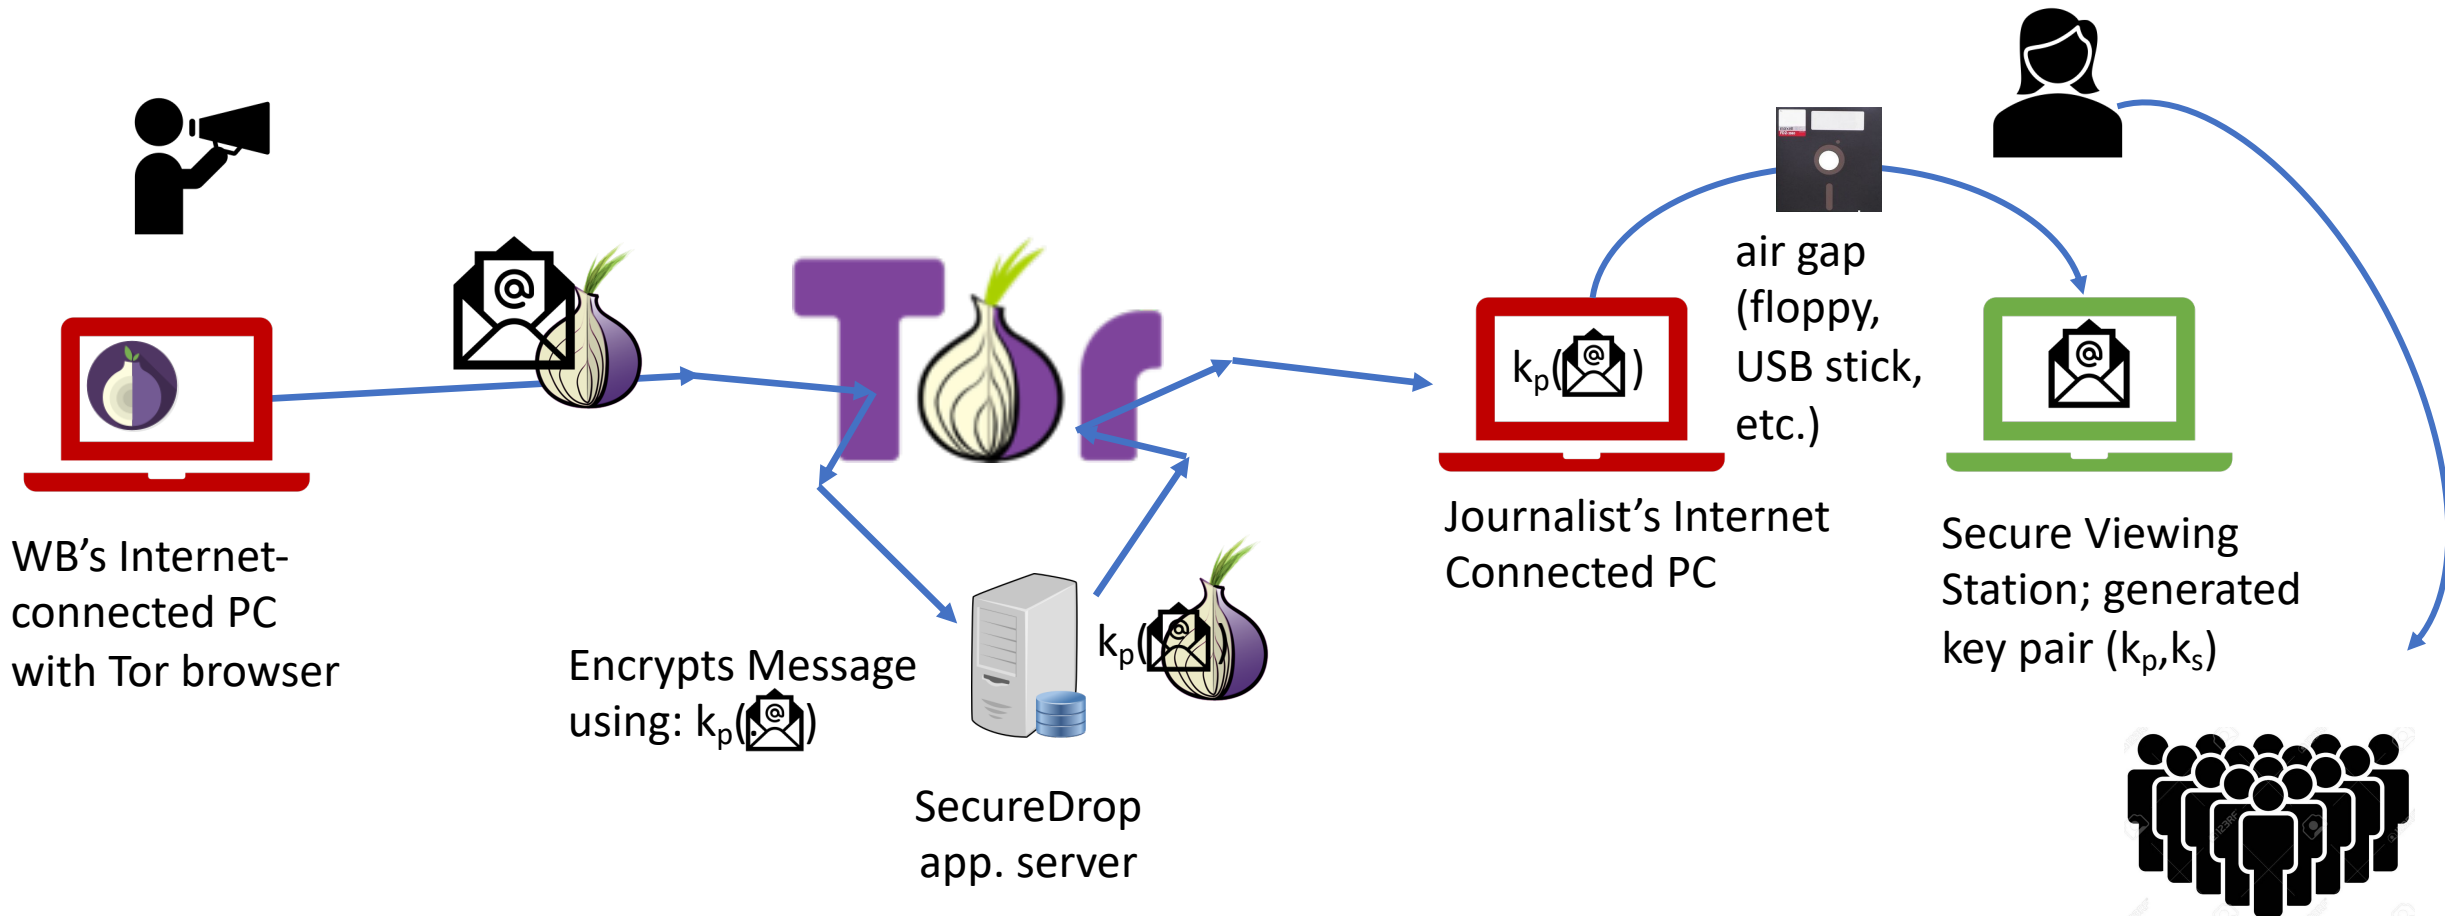 Tor
WB's Internet-
connected PC
with Tor browser
Encrypts Message
using: kp( )
kp( )
SecureDrop
app. server
kp( )
Journalist's Internet
Connected PC
air gap
(floppy,
USB stick,
etc.)
Secure Viewing
Station; generated
key pair (kp,ks)